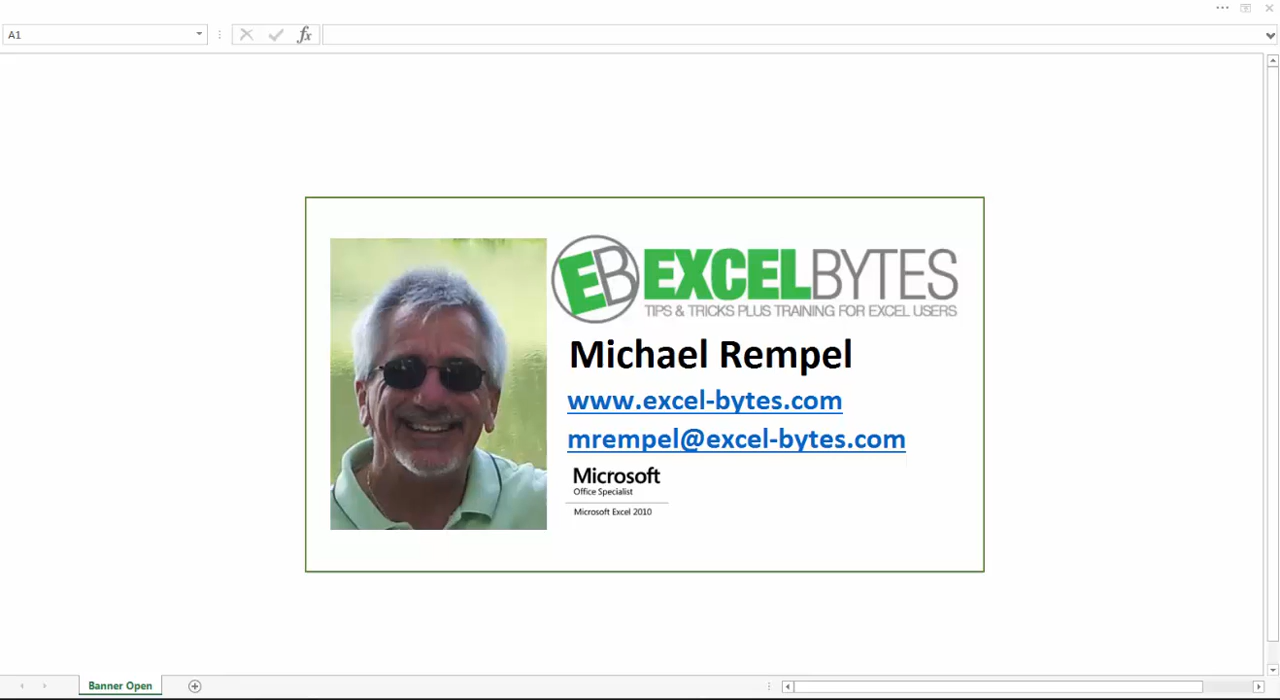 A1
fx
EB EXCELBYTES
TIPS & TRICKS PLUS TRAINING FOR EXCEL USERS
Michael Rempel
www.excel-bytes.com
mrempel@excel-bytes.com
Microsoft
Office Specialist
Microsoft Excel 2010
Banner Open